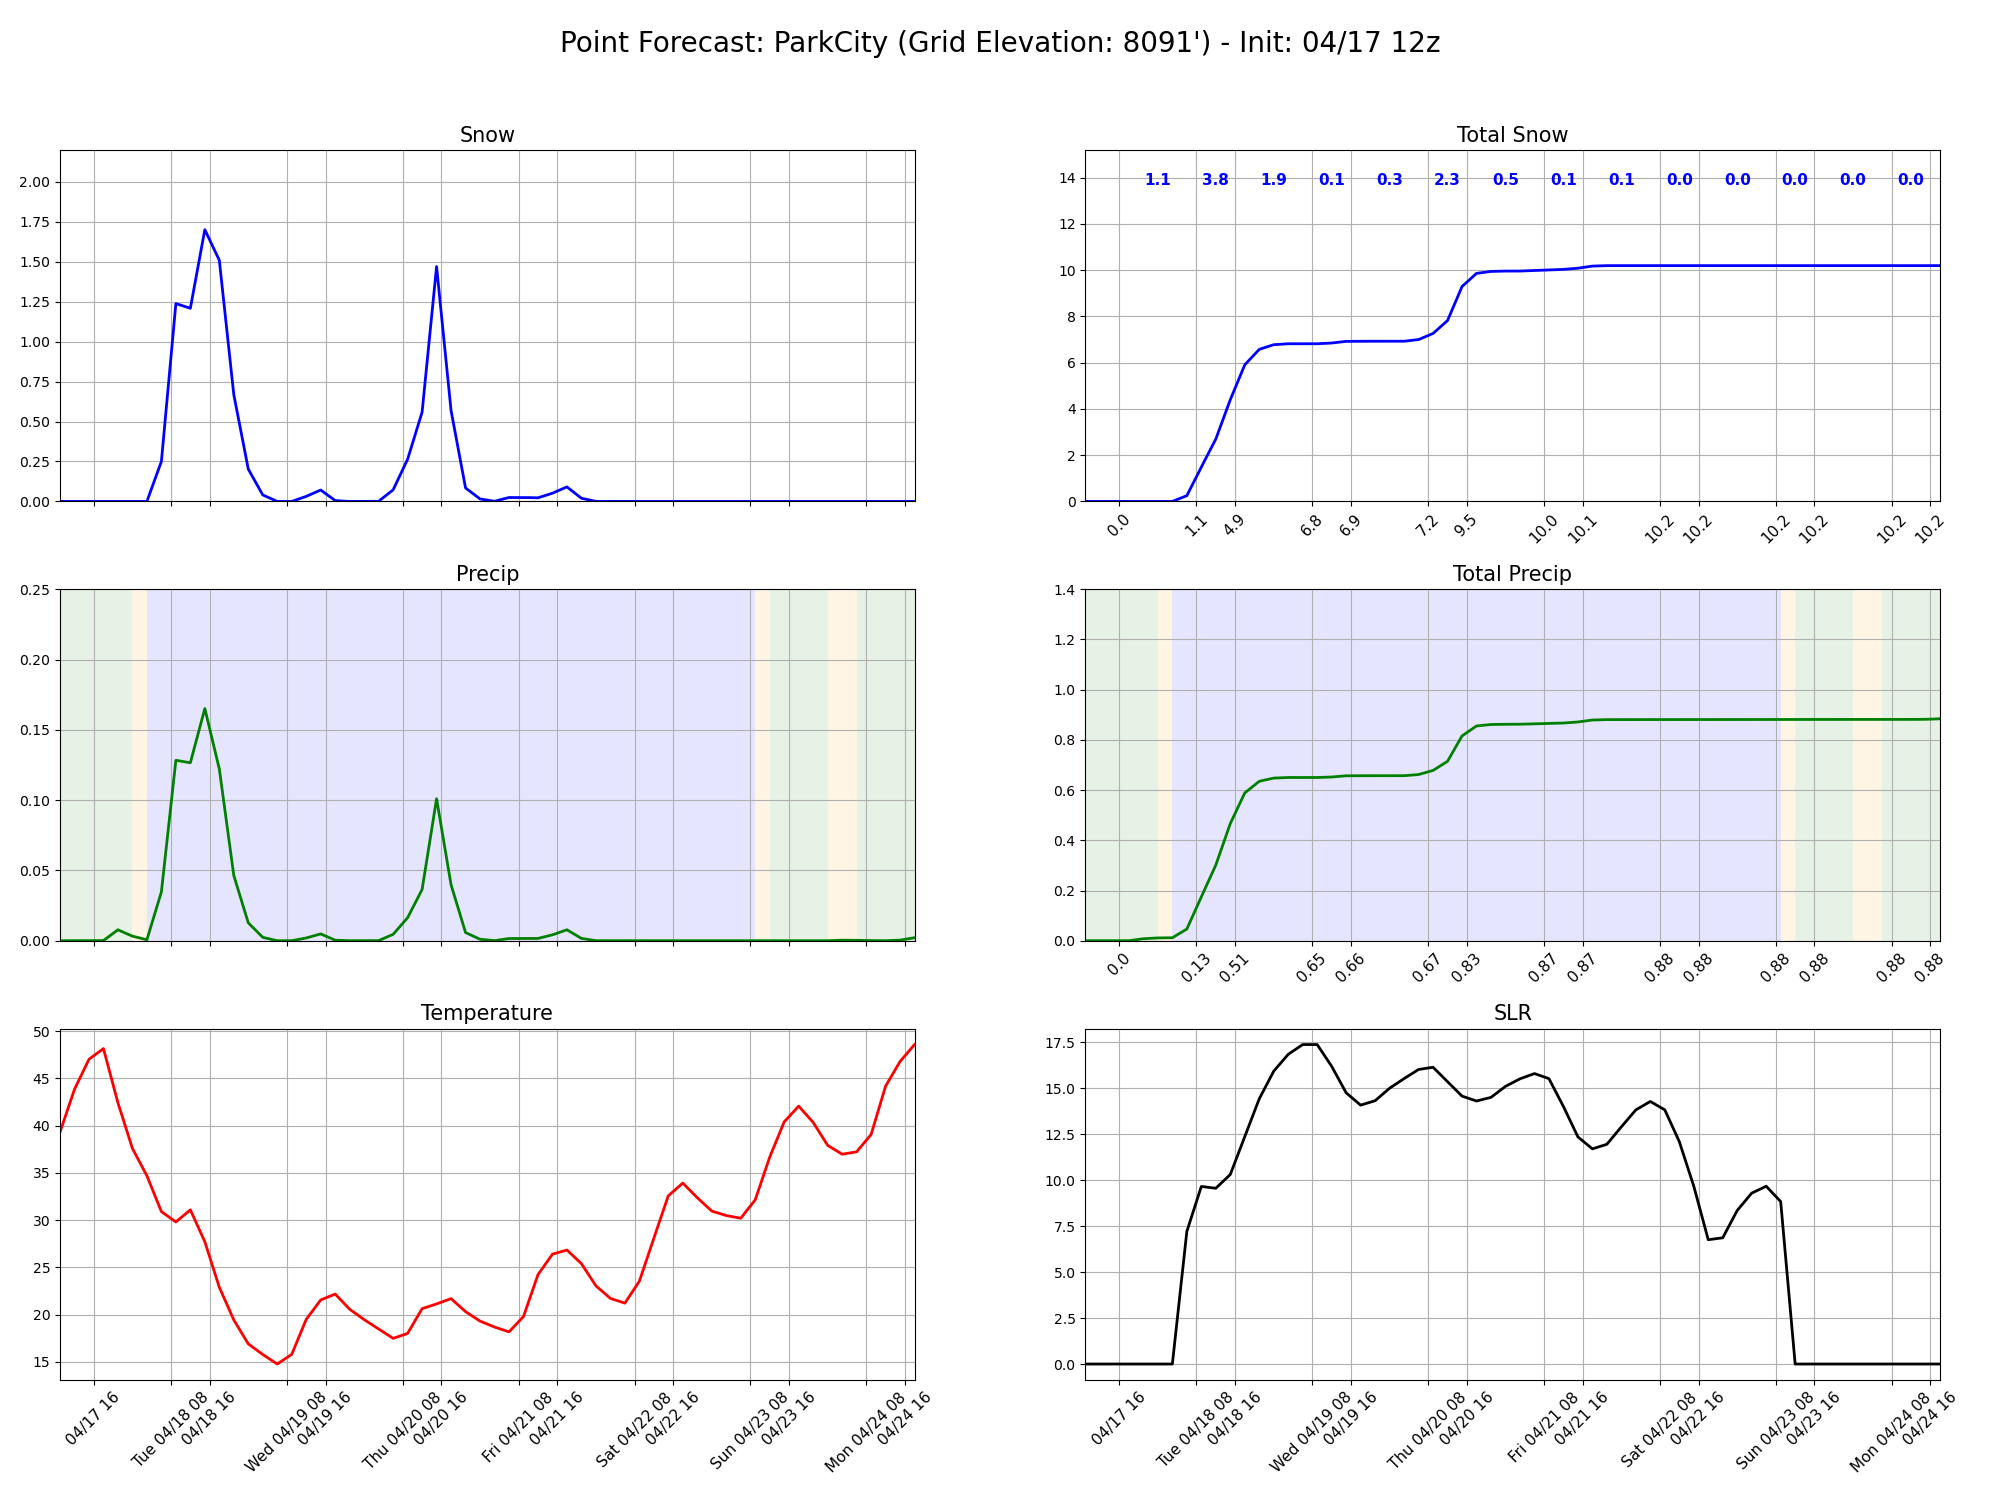 Point Forecast: ParkCity (Grid Elevation: 8091') - Init: 04/17 12z
Snow
2.00
1.75
1.50
1.25
1.00
0.75
0.50
0.25
0.00
Total Snow
14
12
10
8
6
4
2
0
1.1 3.8 1.9 0.1 0.3 2.3 0.5 0.1 0.1 0.0 0.0 0.0 0.0 0.0
0.0 1.1 4.9 6.8 6.9 7.2 9.5 10.0 10.1 10.2 10.2 10.2 10.2 10.2 10.2
Precip
0.25
0.20
0.15
0.10
0.05
0.00
Total Precip
1.4
1.2
1.0
0.8
0.6
0.4
0.2
0.0
0.0 0.13 0.51 0.65 0.66 0.67 0.83 0.87 0.87 0.88 0.88 0.88 0.88 0.88 0.88
Temperature
50
45
40
35
30
25
20
15
04/17 16
Tue 04/18 08
04/18 16
Wed 04/19 08
04/19 16
Thu 04/20 08
04/20 16
Fri 04/21 08
04/21 16
Sat 04/22 08
04/22 16
Sun 04/23 08
04/23 16
Mon 04/24 08
04/24 16
SLR
17.5
15.0
12.5
10.0
7.5
5.0
2.5
0.0
04/17 16
Tue 04/18 08
04/18 16
Wed 04/19 08
04/19 16
Thu 04/20 08
04/20 16
Fri 04/21 08
04/21 16
Sat 04/22 08
04/22 16
Sun 04/23 08
04/23 16
Mon 04/24 08
04/24 16